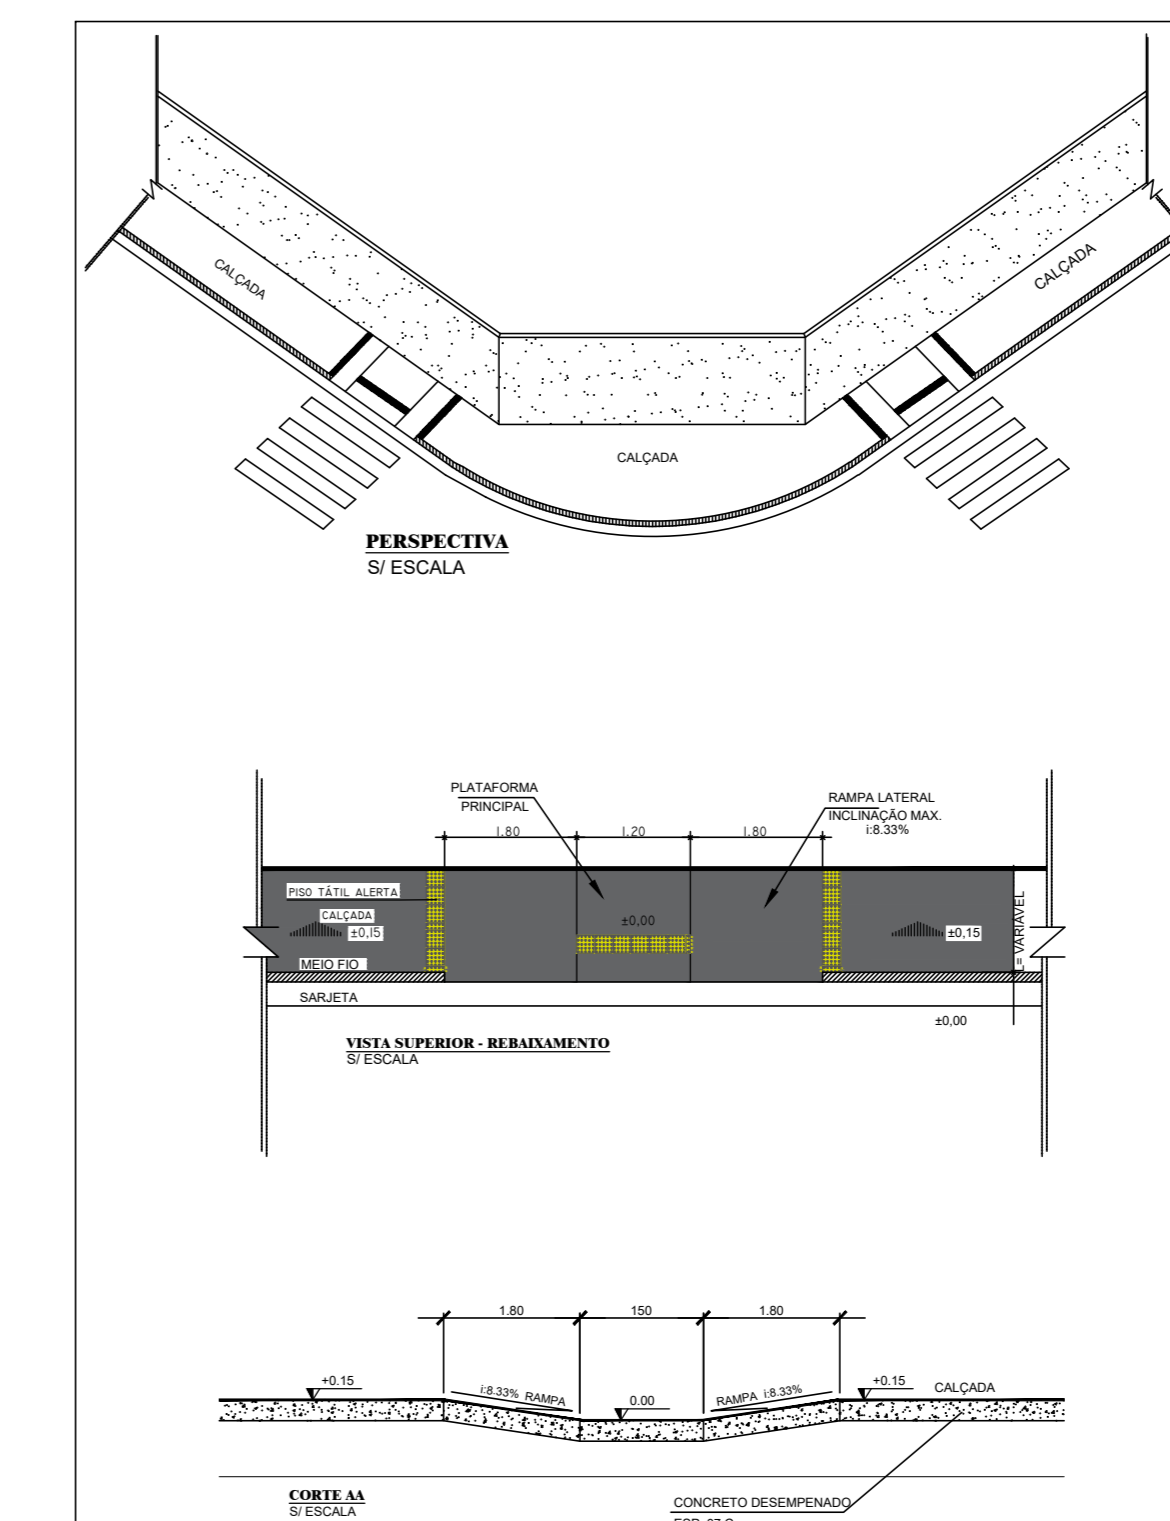 CALÇADA
CALÇADA
CALÇADA
PERSPECTIVA
S/ ESCALA
PLATAFORMA
PRINCIPAL
RAMPA LATERAL
INCLINAÇÃO MAX.
i:8.33%
1.80
1.20
1.80
PISO TÁTIL ALERTA
CALÇADA
±0,15
±0,00
±0,15
L= VARIÁVEL
MEIO FIO
SARJETA
±0,00
VISTA SUPERIOR - REBAIXAMENTO
S/ ESCALA
1.80
150
1.80
+0.15
i:8.33% RAMPA
0.00
RAMPA i:8.33%
+0.15
CALÇADA
CORTE AA
S/ ESCALA
CONCRETO DESEMPENADO